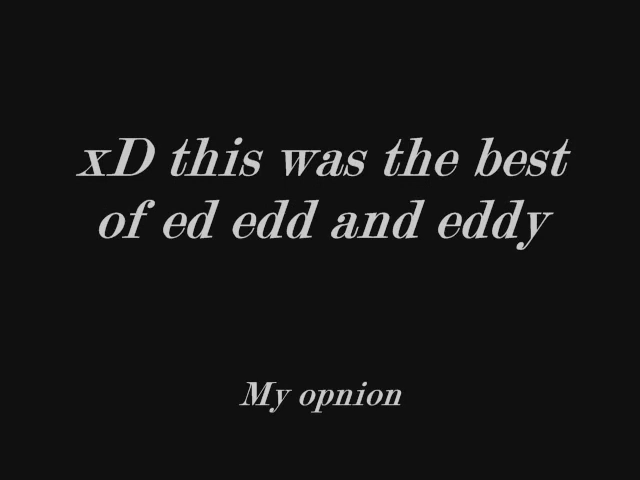 xD this was the best
of ed edd and eddy
My opnion